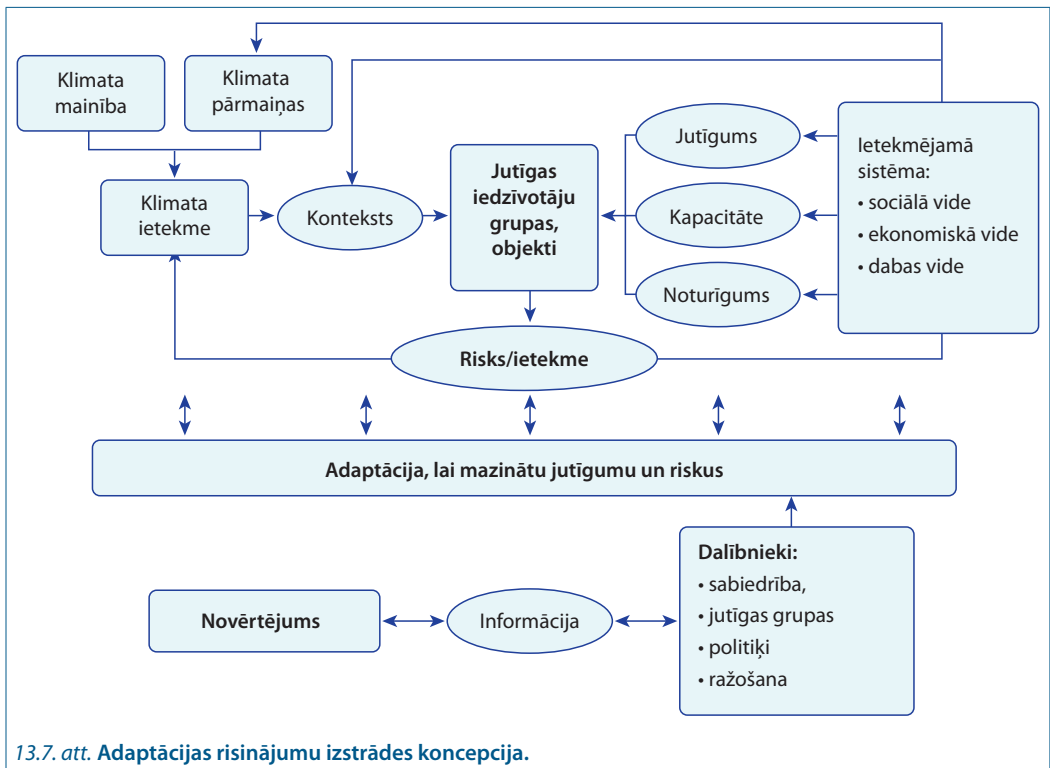 Klimata
mainība
Klimata
pārmaiņas
Klimata
ietekme
Konteksts
Jutīgas
iedzīvotāju
grupas,
objekti
Jutīgums
Kapacitāte
Noturīgums
Ietekmējamā
sistēma:
• sociālā vide
• ekonomiskā vide
• dabas vide
Risks/ietekme
Adaptācija, lai mazinātu jutīgumu un riskus
Novērtējums
Informācija
Dalībnieki:
• sabiedrība,
• jutīgas grupas
• politiķi
• ražošana
13.7. att. Adaptācijas risinājumu izstrādes koncepcija.